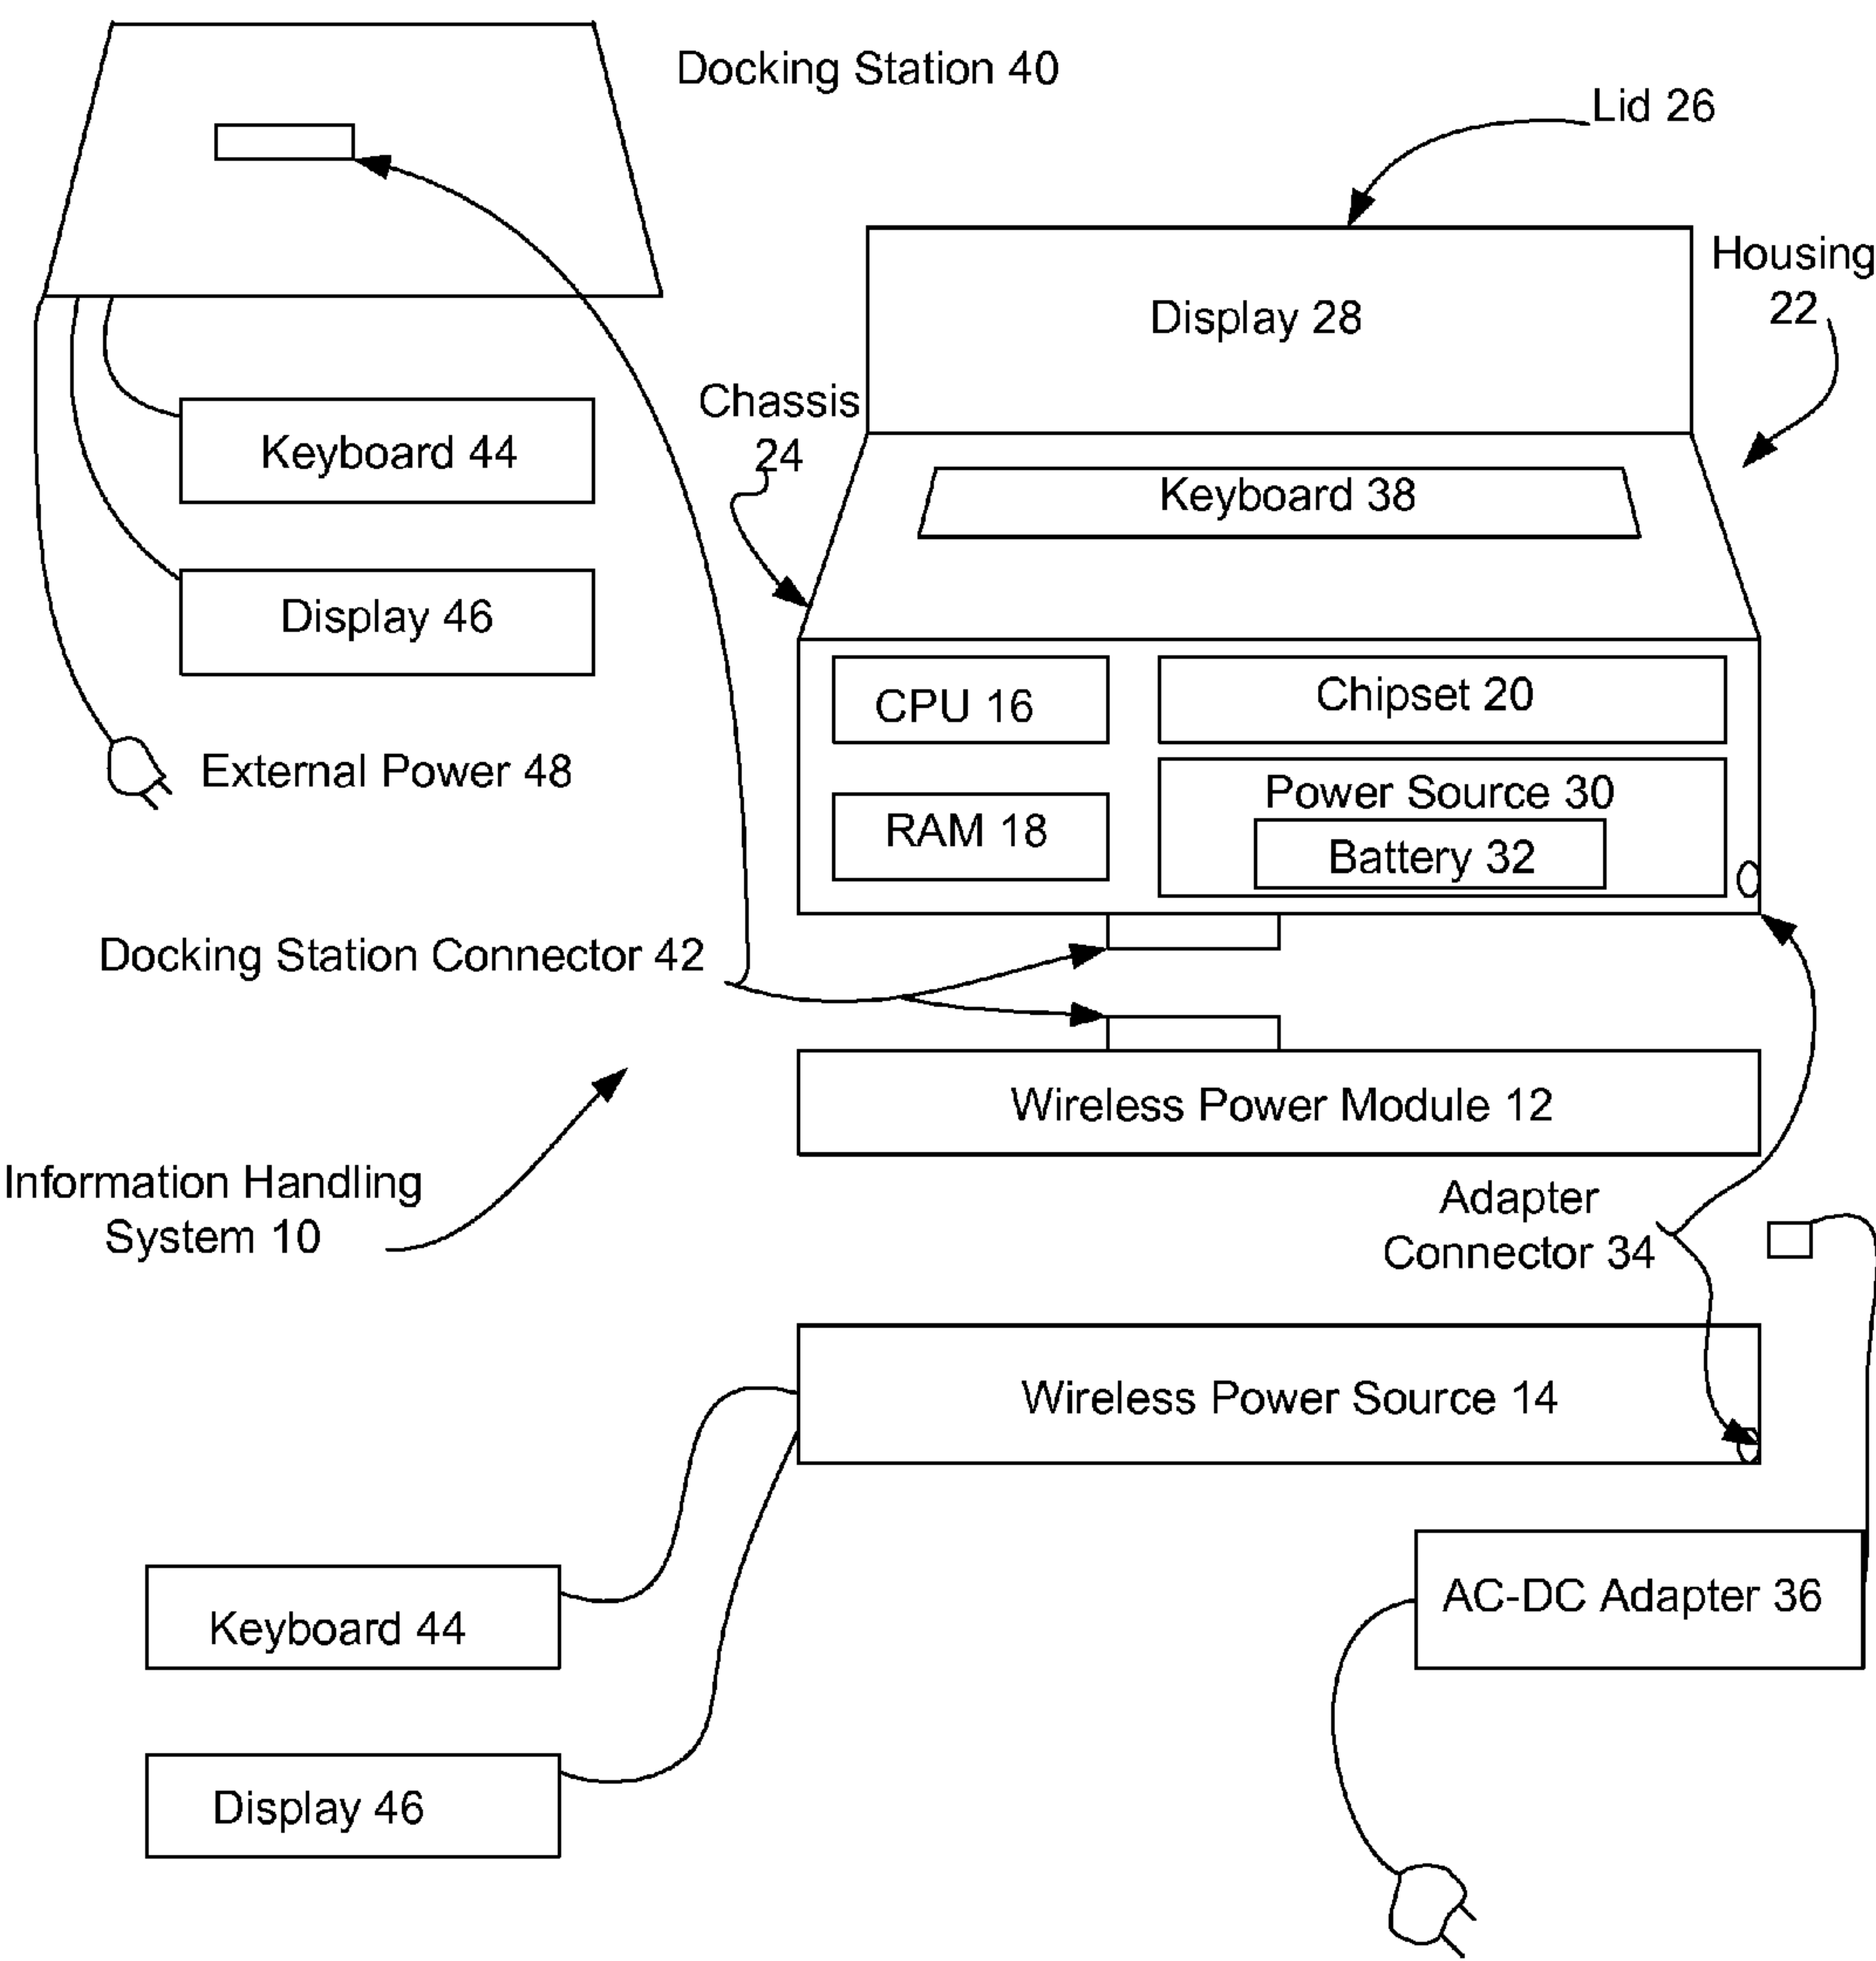 Docking Station 40
Lid 26
Housing
22
Display 28
Chassis
24
Keyboard 44
Keyboard 38
Display 46
CPU 16
Chipset 20
External Power 48
Power Source 30
RAM 18
Battery 32
Docking Station Connector 42
Wireless Power Module 12
Information Handling
System 10
Adapter
Connector 34
Wireless Power Source 14
AC-DC Adapter 36
Keyboard 44
Display 46